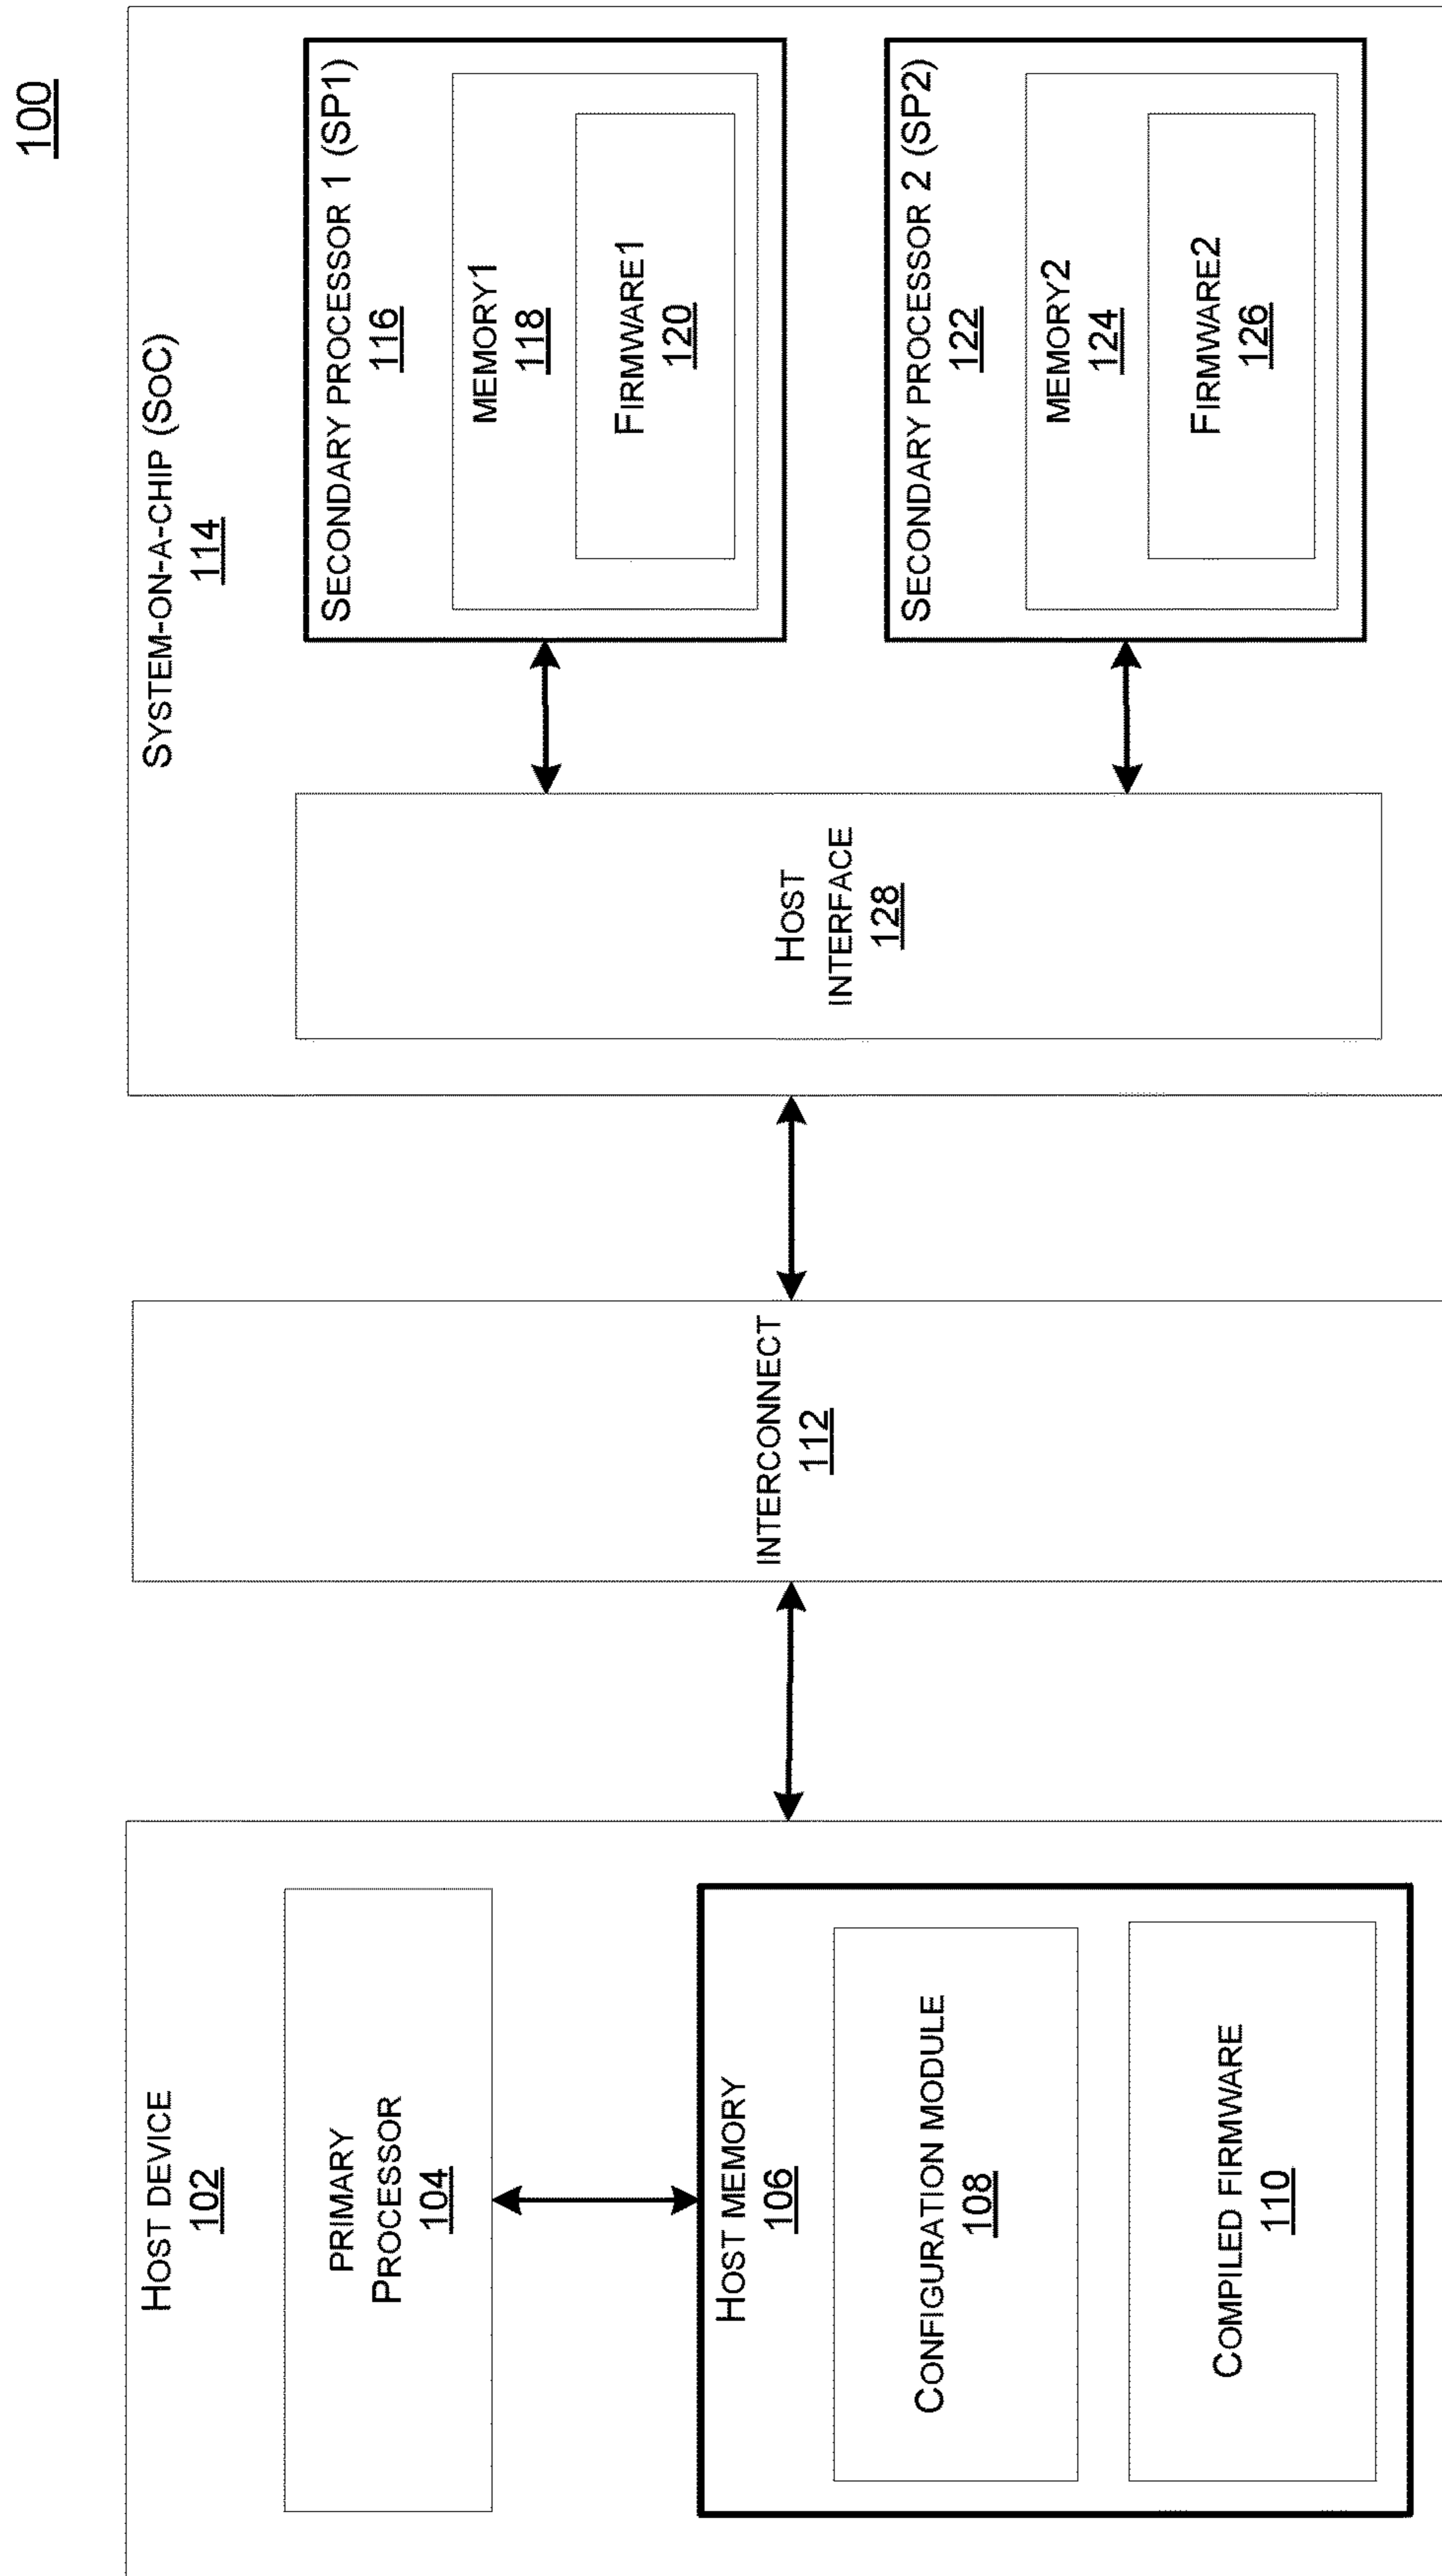 100
HOST DEVICE
102
PRIMARY
PROCESSOR
104
HOST MEMORY
106
CONFIGURATION MODULE
108
COMPILED FIRMWARE
110
INTERCONNECT
112
SYSTEM-ON-A-CHIP (SOC)
114
HOST
INTERFACE
128
SECONDARY PROCESSOR 1 (SP1)
116
MEMORY1
118
FIRMWARE1
120
SECONDARY PROCESSOR 2 (SP2)
122
MEMORY2
124
FIRMWARE2
126